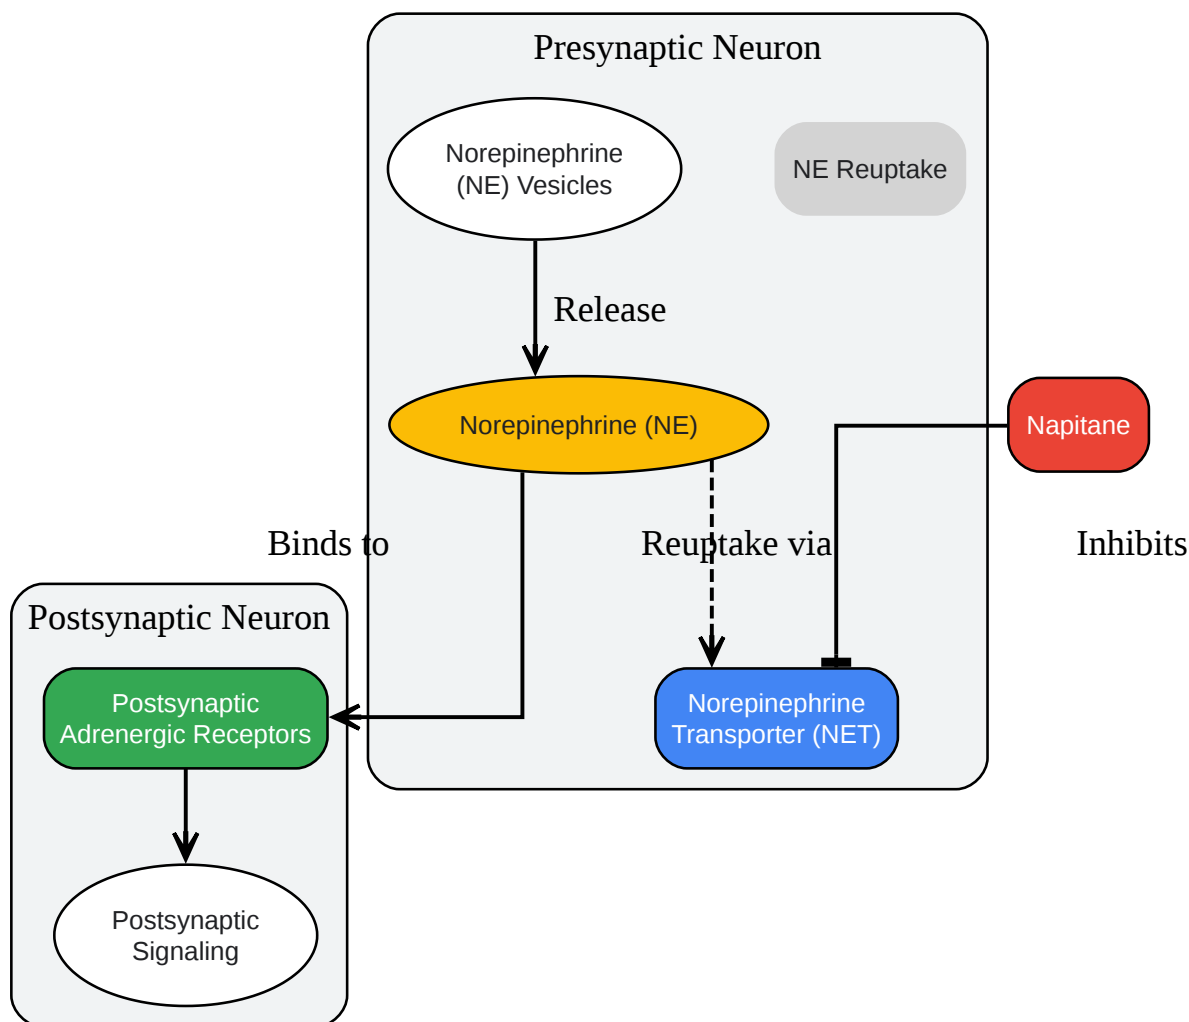 Presynaptic Neuron
Norepinephrine
(NE) Vesicles
NE Reuptake
Release
Norepinephrine (NE)
Napitane
Binds to
Reuptake via
Inhibits
Postsynaptic Neuron
Postsynaptic
Adrenergic Receptors
Norepinephrine
Transporter (NET)
Postsynaptic
Signaling